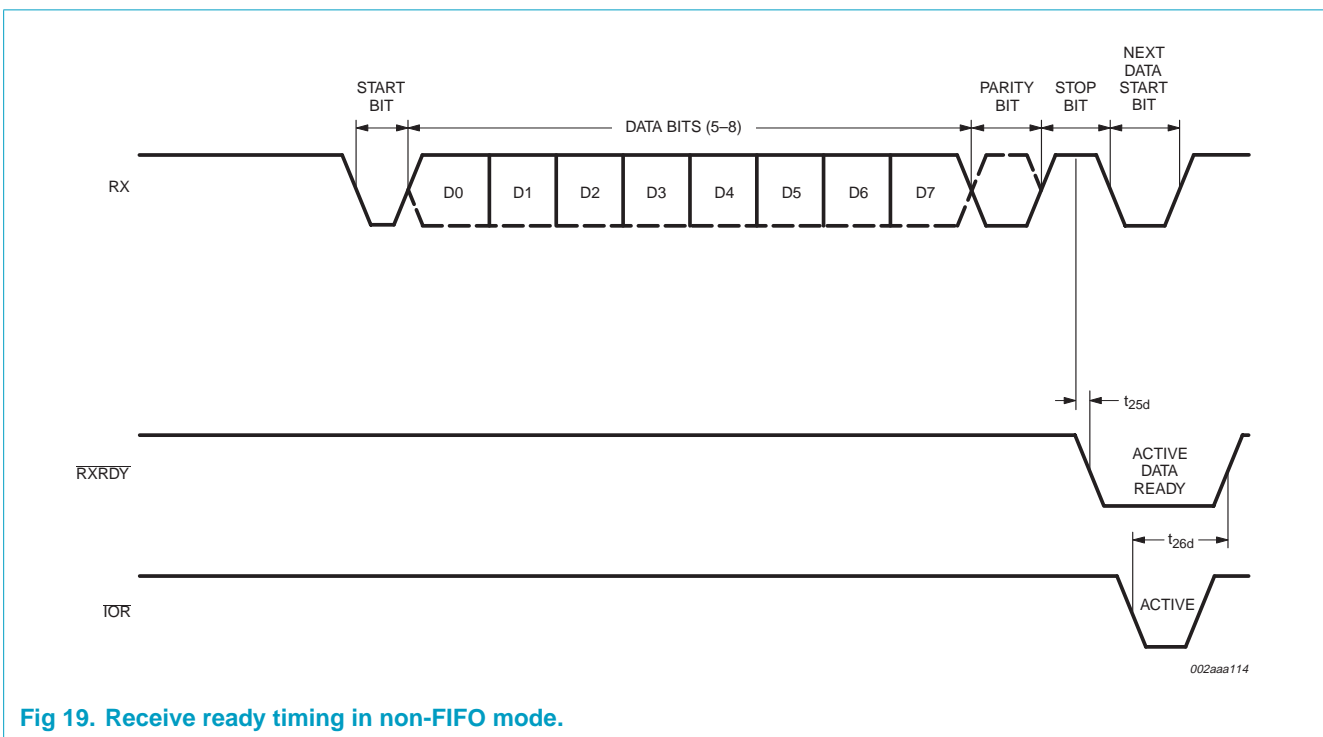 START
BIT
DATA BITS (5–8)
PARITY
BIT
STOP
BIT
NEXT
DATA
START
BIT
RX
D0
D1
D2
D3
D4
D5
D6
D7
t25d
RXRDY
ACTIVE
DATA
READY
t26d
IOR
ACTIVE
002aaa114
Fig 19. Receive ready timing in non-FIFO mode.